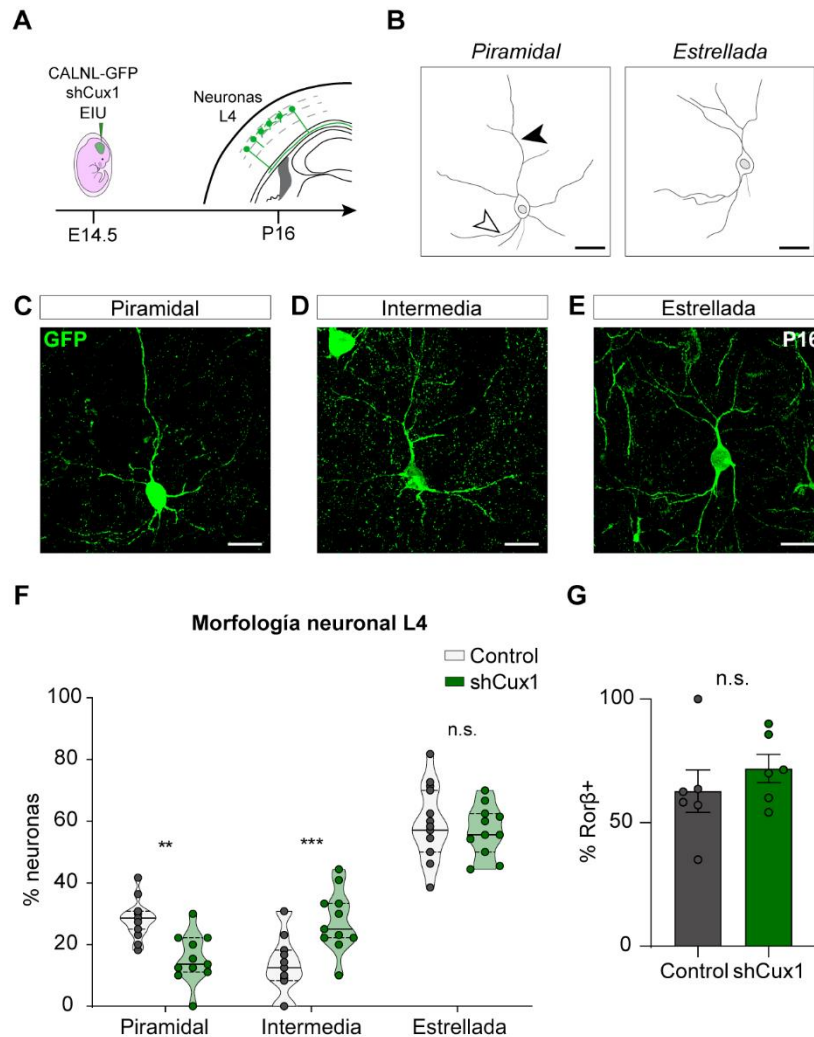 A
CALNL-GFP
shCux1
EIU
Neuronas
L4
E14.5
P16
B
Piramidal
Estrellada
C
Piramidal
GFP
D
Intermedia
E
Estrellada
P16
F
Morfología neuronal L4
Control
shCux1
% neuronas
100
80
60
40
20
0
**
***
n.s.
Piramidal
Intermedia
Estrellada
G
n.s.
% Rorβ+
100
50
0
Control
shCux1